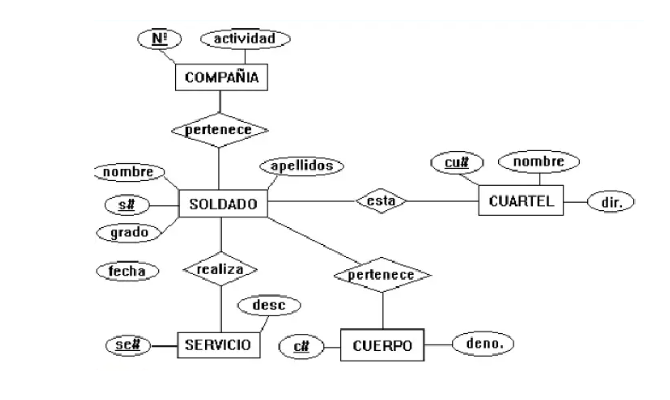 Nº actividad
COMPAÑIA
pertenece
nombre apellidos cu# nombre
s# SOLDADO esta CUARTEL dir.
grado
fecha realiza pertenece
desc
se# SERVICIO c# CUERPO deno.